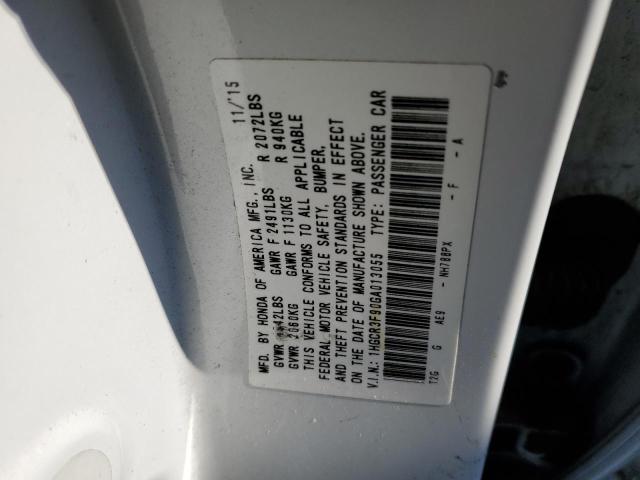 MFD. BY HONDA OF AMERICA MFG., INC. 11/'15
GVWR 2060KG GAWR F 2491LBS R 2072LBS
GAWR F 1130KG R 940KG
THIS VEHICLE CONFORMS TO ALL APPLICABLE
FEDERAL MOTOR VEHICLE SAFETY, BUMPER,
AND THEFT PREVENTION STANDARDS IN EFFECT
ON THE DATE OF MANUFACTURE SHOWN ABOVE.
V.I.N.: 1HGCR3F90GA013055 TYPE: PASSENGER CAR
T2G G AE9 - NH788PX - F - A